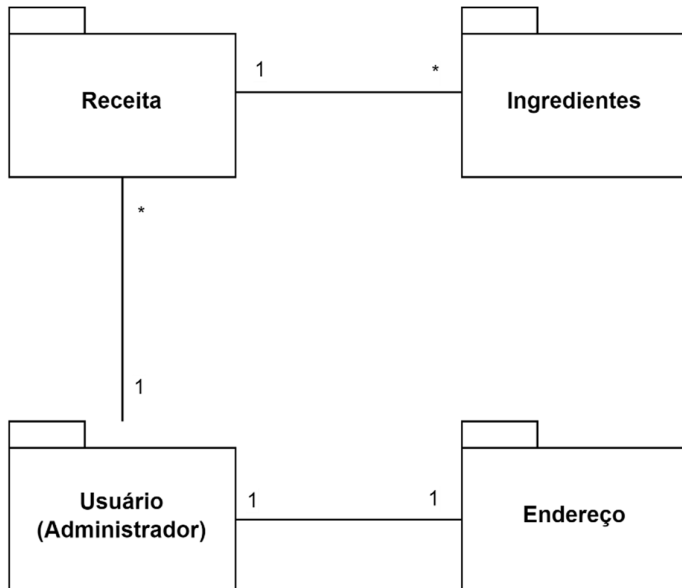 Receita
1
*
Ingredientes
*
1
Usuário
(Administrador)
1
1
Endereço